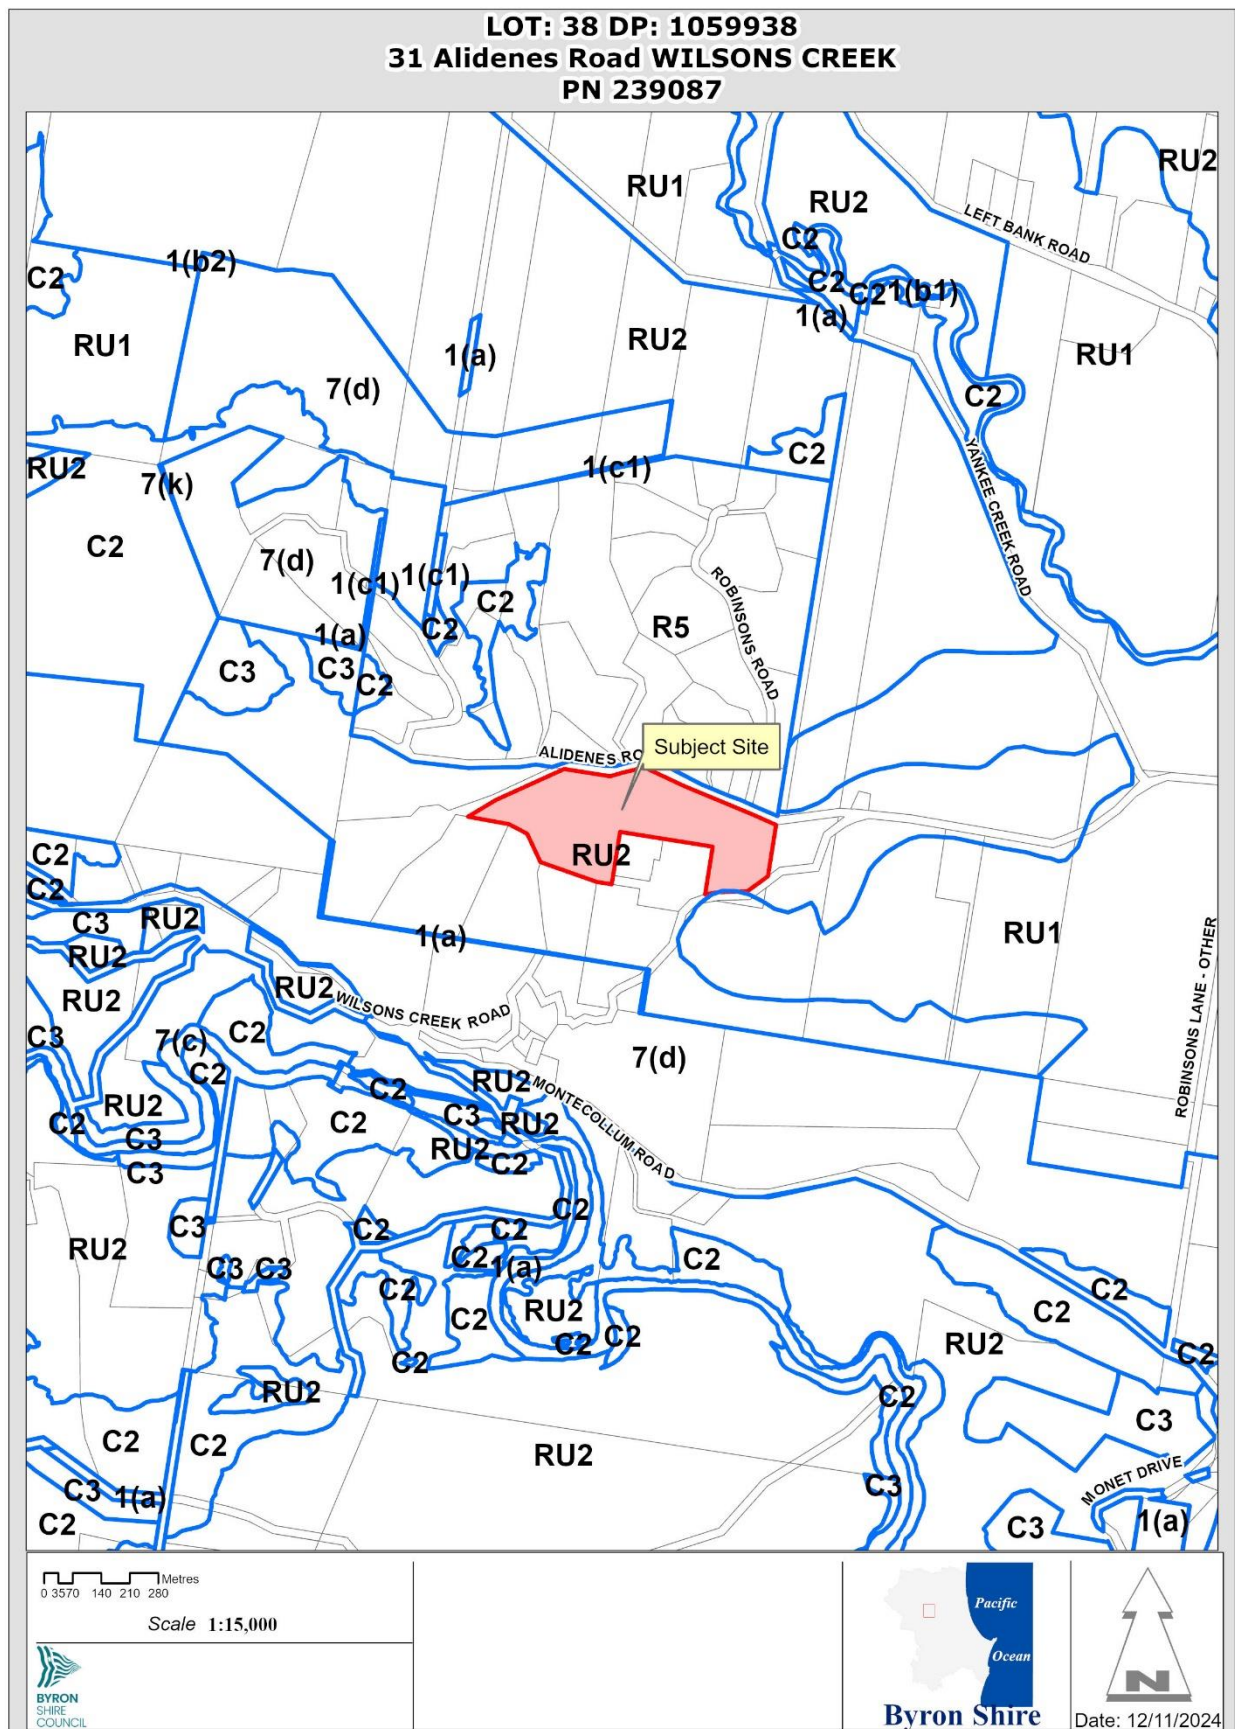 LOT: 38 DP: 1059938
31 Alidenes Road WILSONS CREEK
PN 239087
RU2
RU1
RU2
LEFT BANK ROAD
C2
1(b2)
C2
C2
C2
1(b1)
1(a)
RU1
1(a)
RU2
RU1
7(d)
C2
C2
RU2
1(c1)
7(k)
YANKEE CREEK ROAD
C2
7(d)
1(c1)
1(c1)
C2
ROBINSONS ROAD
R5
C2
1(a)
C3
C3
C2
ALIDENES RO
Subject Site
RU2
C2
C2
C3
RU2
RU2
1(a)
RU1
ROBINSONS LANE - OTHER
RU2
RU2
WILSONS CREEK ROAD
C3
7(c)
C2
C2
7(d)
RU2
C2
RU2
MONTECOLLUM ROAD
C2
C3
RU2
C2
C3
RU2
C2
C3
C3
C2
C2
C2
RU2
C2
C2
C3
C3
1(a)
C2
C2
C2
RU2
C2
C2
C2
RU2
C2
C2
RU2
C2
C3
C2
C2
RU2
MONET DRIVE
C3
1(a)
C3
C2
C3
1(a)
Metres
0 3570 140 210 280
Scale 1:15,000
BYRON
SHIRE
COUNCIL
Pacific
Ocean
Byron Shire
N
Date: 12/11/2024